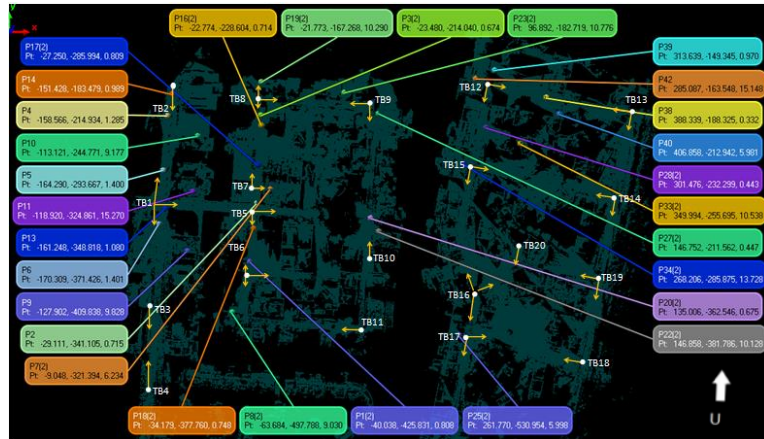 P16(2)
Pt: -22.774, -228.604, 0.714
P19(2)
Pt: -21.773, -167.268, 10.290
P3(2)
Pt: -23.480, -214.040, 0.674
P23(2)
Pt: 96.892, -182.719, 10.776
P17(2)
Pt: -27.250, -285.994, 0.809
P14
Pt: -151.428, -183.479, 0.989
P4
Pt: -158.566, -214.934, 1.285
P10
Pt: -113.121, -244.771, 9.177
P5
Pt: -164.290, -293.667, 1.400
P11
Pt: -118.920, -324.861, 15.270
P13
Pt: -161.248, -348.818, 1.080
P6
Pt: -170.309, -371.426, 1.401
P9
Pt: -127.902, -409.838, 9.828
P2
Pt: -29.111, -341.105, 0.715
P7(2)
Pt: -9.048, -321.394, 6.234
P18(2)
Pt: -34.179, -377.760, 0.748
P8(2)
Pt: -63.684, -497.788, 9.030
P1(2)
Pt: -40.038, -425.831, 0.808
P25(2)
Pt: 261.770, -530.954, 5.998
P39
Pt: 313.639, -149.345, 0.970
P42
Pt: 285.087, -163.548, 15.148
P38
Pt: 388.339, -188.325, 0.332
P40
Pt: 406.858, -212.942, 5.981
P28(2)
Pt: 301.476, -232.299, 0.443
P33(2)
Pt: 349.994, -255.695, 10.538
P27(2)
Pt: 146.752, -211.562, 0.447
P34(2)
Pt: 268.206, -285.875, 13.728
P20(2)
Pt: 135.006, -362.546, 0.675
P22(2)
Pt: 146.858, -381.786, 10.128
TB2
TB8
TB9
TB12
TB13
TB15
TB7
TB1
TB5
TB14
TB6
TB20
TB10
TB19
TB16
TB3
TB11
TB17
TB18
TB4
x
U